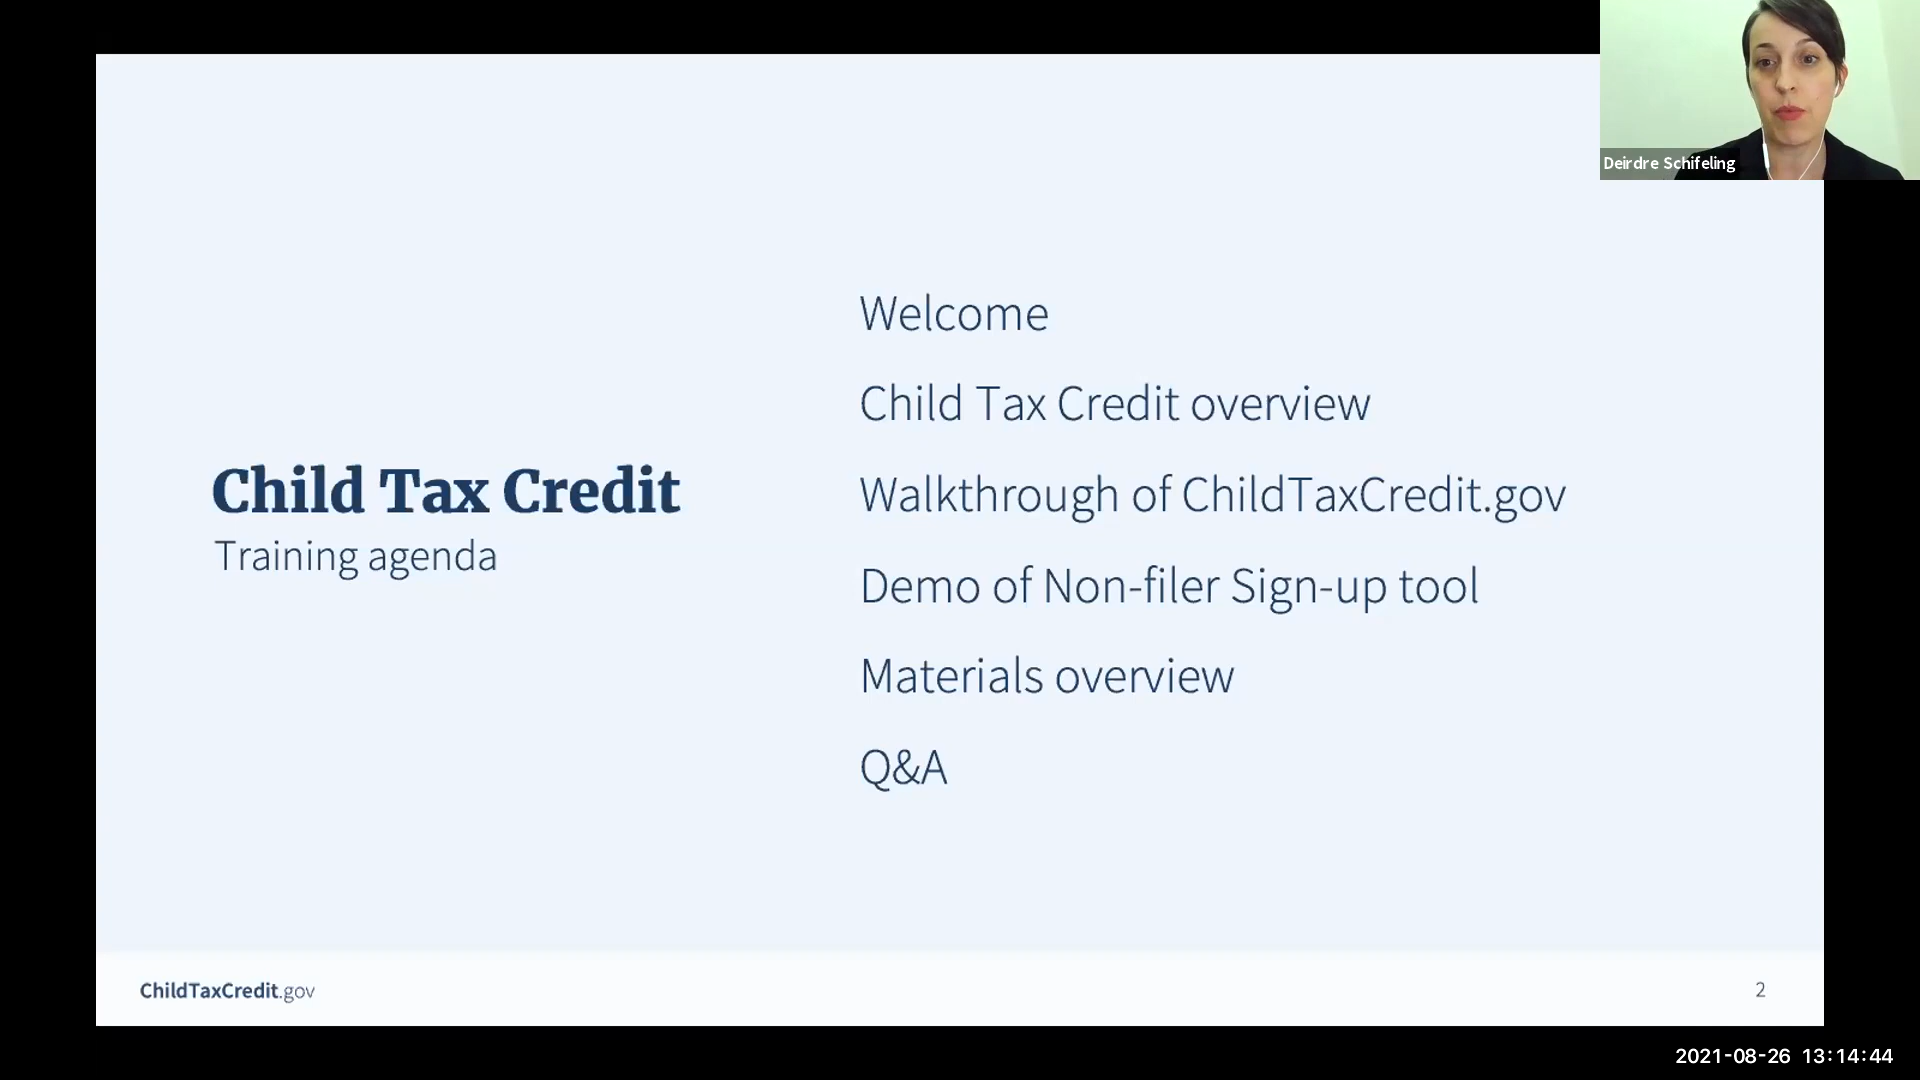 Deirdre Schifeling
Child Tax Credit
Training agenda
Welcome
Child Tax Credit overview
Walkthrough of ChildTaxCredit.gov
Demo of Non-filer Sign-up tool
Materials overview
Q&A
ChildTaxCredit.gov
2
2021-08-26 13:14:44